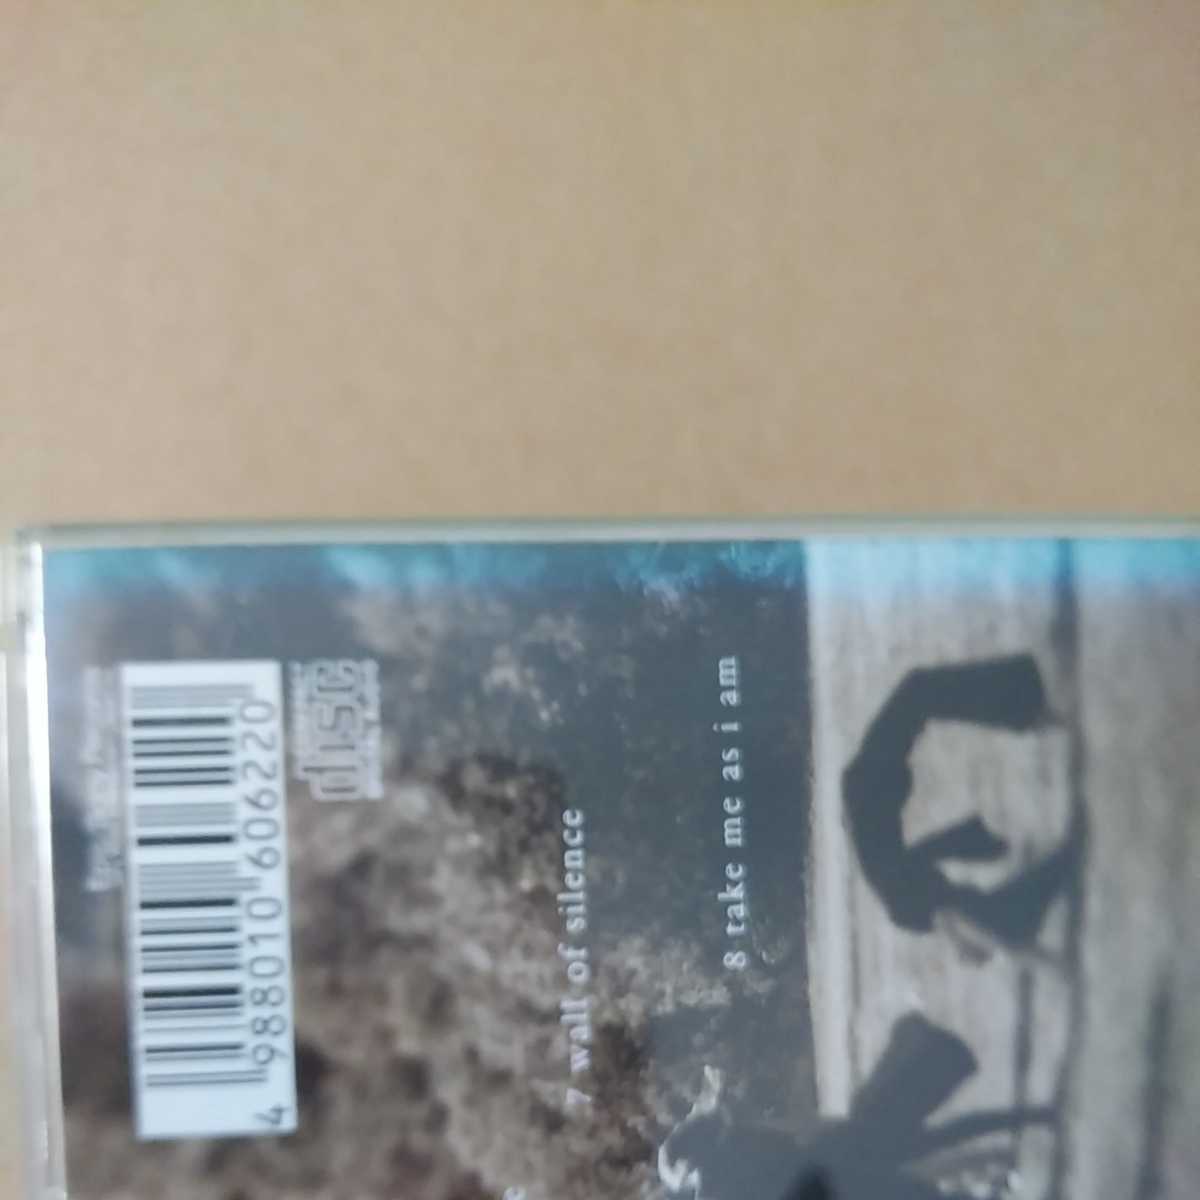 7 wall of silence
8 take me as i am
disc
4 988010 606220